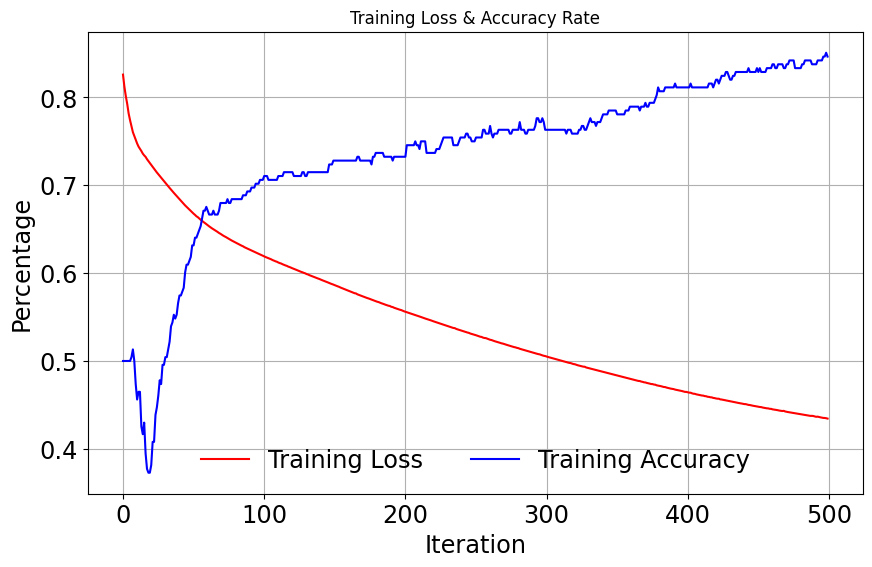 Training Loss & Accuracy Rate
Percentage
0.8
0.7
0.6
0.5
0.4
Training Loss Training Accuracy
0 100 200 300 400 500
Iteration